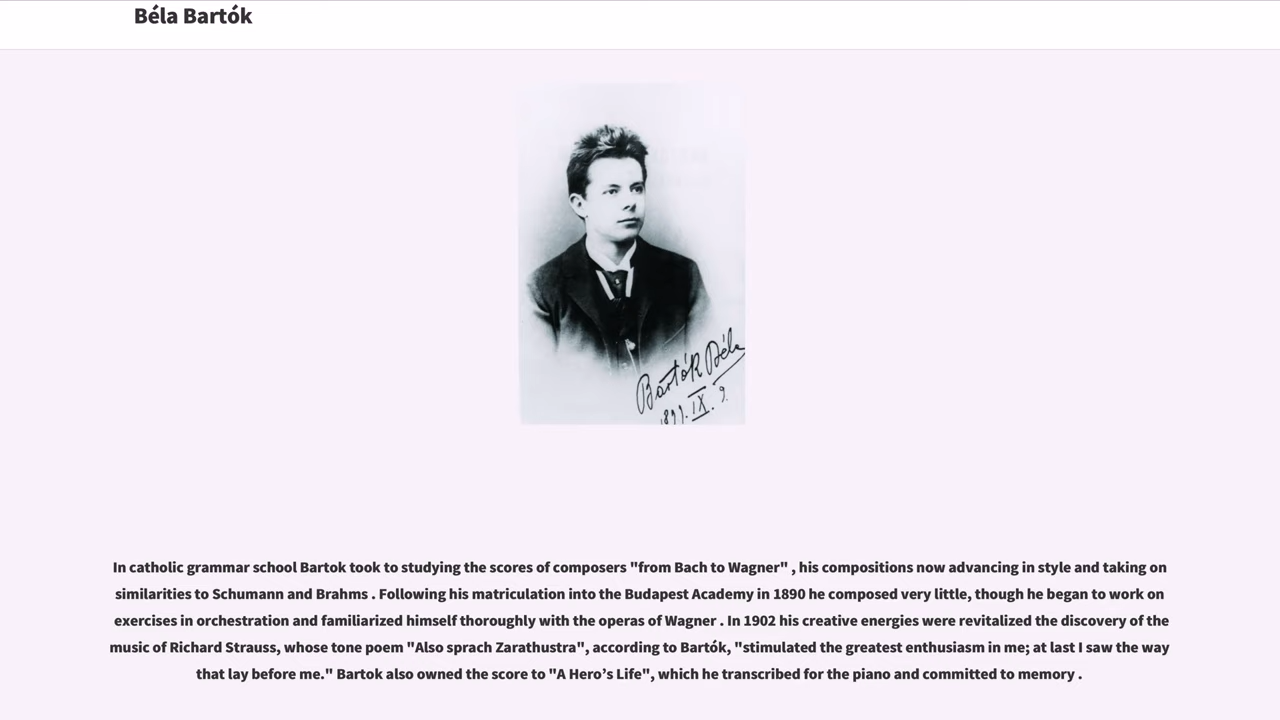 Béla Bartók
Bartók Béla
1899. IX. 9.
In catholic grammar school Bartok took to studying the scores of composers "from Bach to Wagner" , his compositions now advancing in style and taking on
similarities to Schumann and Brahms . Following his matriculation into the Budapest Academy in 1890 he composed very little, though he began to work on
exercises in orchestration and familiarized himself thoroughly with the operas of Wagner . In 1902 his creative energies were revitalized the discovery of the
music of Richard Strauss, whose tone poem "Also sprach Zarathustra", according to Bartók, "stimulated the greatest enthusiasm in me; at last I saw the way
that lay before me." Bartok also owned the score to "A Hero’s Life", which he transcribed for the piano and committed to memory .